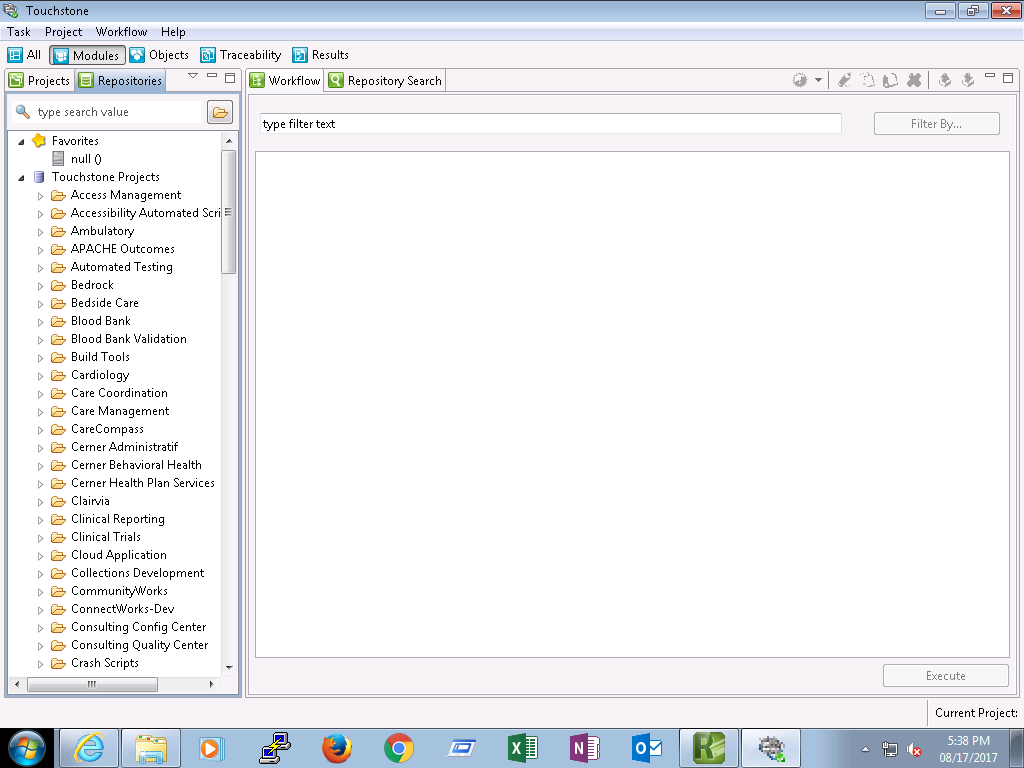 Touchstone
Task Project Workflow Help
All Modules Objects Traceability Results
Projects Repositories Workflow Repository Search
type search value
type filter text Filter By...
Favorites
null ()
Touchstone Projects
Access Management
Accessibility Automated Scri
Ambulatory
APACHE Outcomes
Automated Testing
Bedrock
Bedside Care
Blood Bank
Blood Bank Validation
Build Tools
Cardiology
Care Coordination
Care Management
CareCompass
Cerner Administratif
Cerner Behavioral Health
Cerner Health Plan Services
Clairvia
Clinical Reporting
Clinical Trials
Cloud Application
Collections Development
CommunityWorks
ConnectWorks-Dev
Consulting Config Center
Consulting Quality Center
Crash Scripts
Execute
Current Project:
5:38 PM
08/17/2017